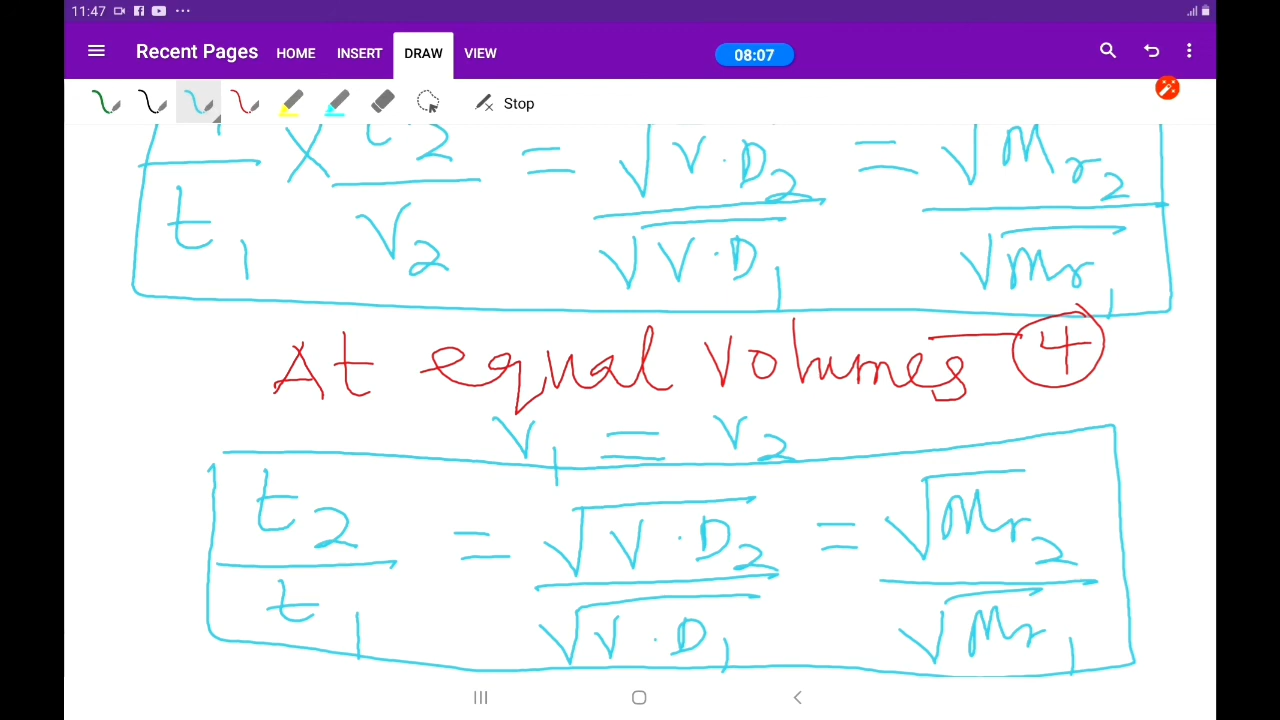 11:47
Recent Pages HOME INSERT DRAW VIEW 08:07
Stop
t₂
— × — = √V.D₂ / √V.D₁ = √Mr₂ / √Mr₁
t₁ V₂
At equal volumes — ④
V₁ = V₂
t₂ / t₁ = √V.D₂ / √V.D₁ = √Mr₂ / √Mr₁